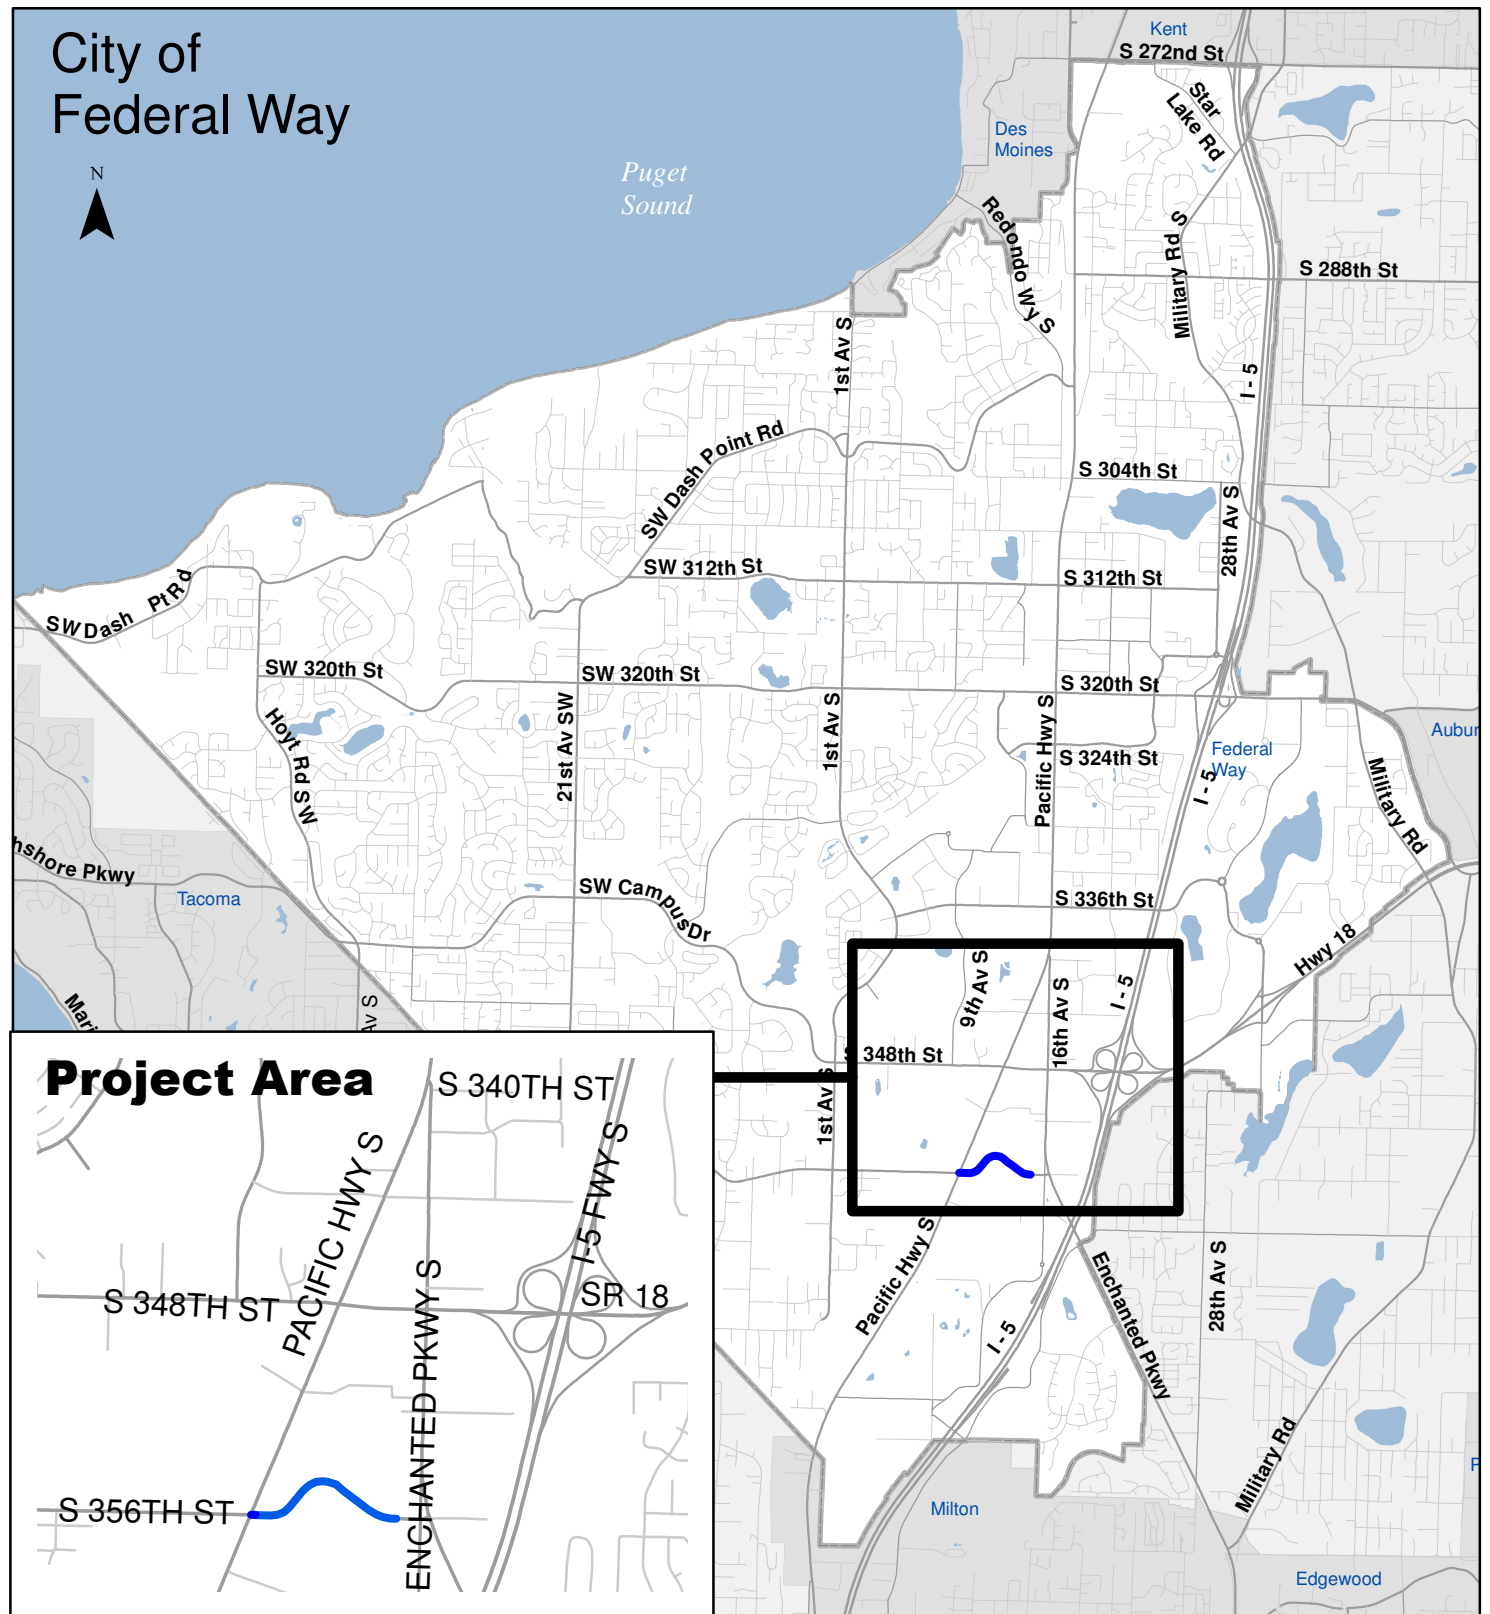 City of
Federal Way
N
Puget
Sound
Kent
S 272nd St
Star
Lake Rd
Des
Moines
Redondo Wy S
Military Rd S
S 288th St
1st Av S
I - 5
SW Dash Point Rd
S 304th St
28th Av S
SW 312th St
S 312th St
SW Dash Pt Rd
SW 320th St
SW 320th St
S 320th St
Hoyt Rd SW
21st Av SW
1st Av S
Pacific Hwy S
S 324th St
Federal
Way
I - 5
Aubur
Military Rd
hshore Pkwy
Tacoma
SW Campus Dr
S 336th St
Hwy 18
Mari
Av S
9th Av S
16th Av S
I - 5
S 348th St
1st Av S
Pacific Hwy S
I - 5
Enchanted Pkwy
28th Av S
Military Rd
P
Milton
Edgewood
Project Area
S 340TH ST
PACIFIC HWY S
I-5 FWY S
S 348TH ST
SR 18
ENCHANTED PKWY S
S 356TH ST